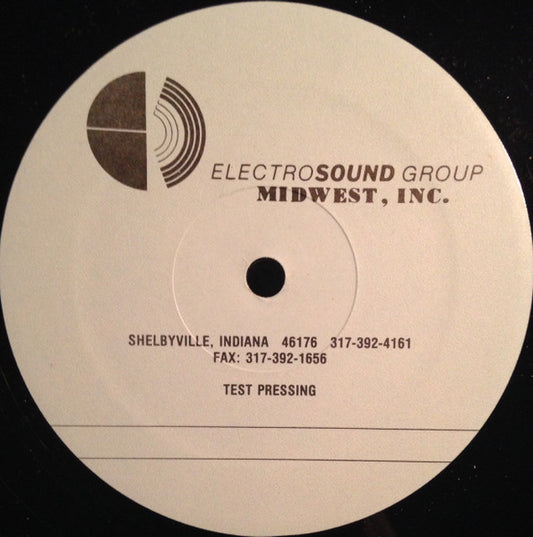 ELECTROSOUND GROUP
MIDWEST, INC.
SHELBYVILLE, INDIANA 46176 317-392-4161
FAX: 317-392-1656
TEST PRESSING